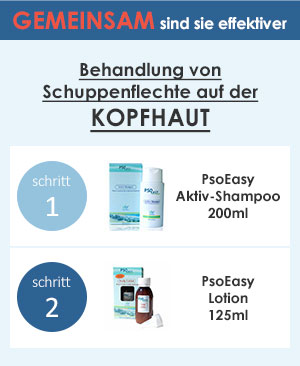 GEMEINSAM sind sie effektiver
Behandlung von
Schuppenflechte auf der
KOPFHAUT
schritt
1
PsoEasy
Aktiv-Shampoo
200ml
schritt
2
PsoEasy
Lotion
125ml